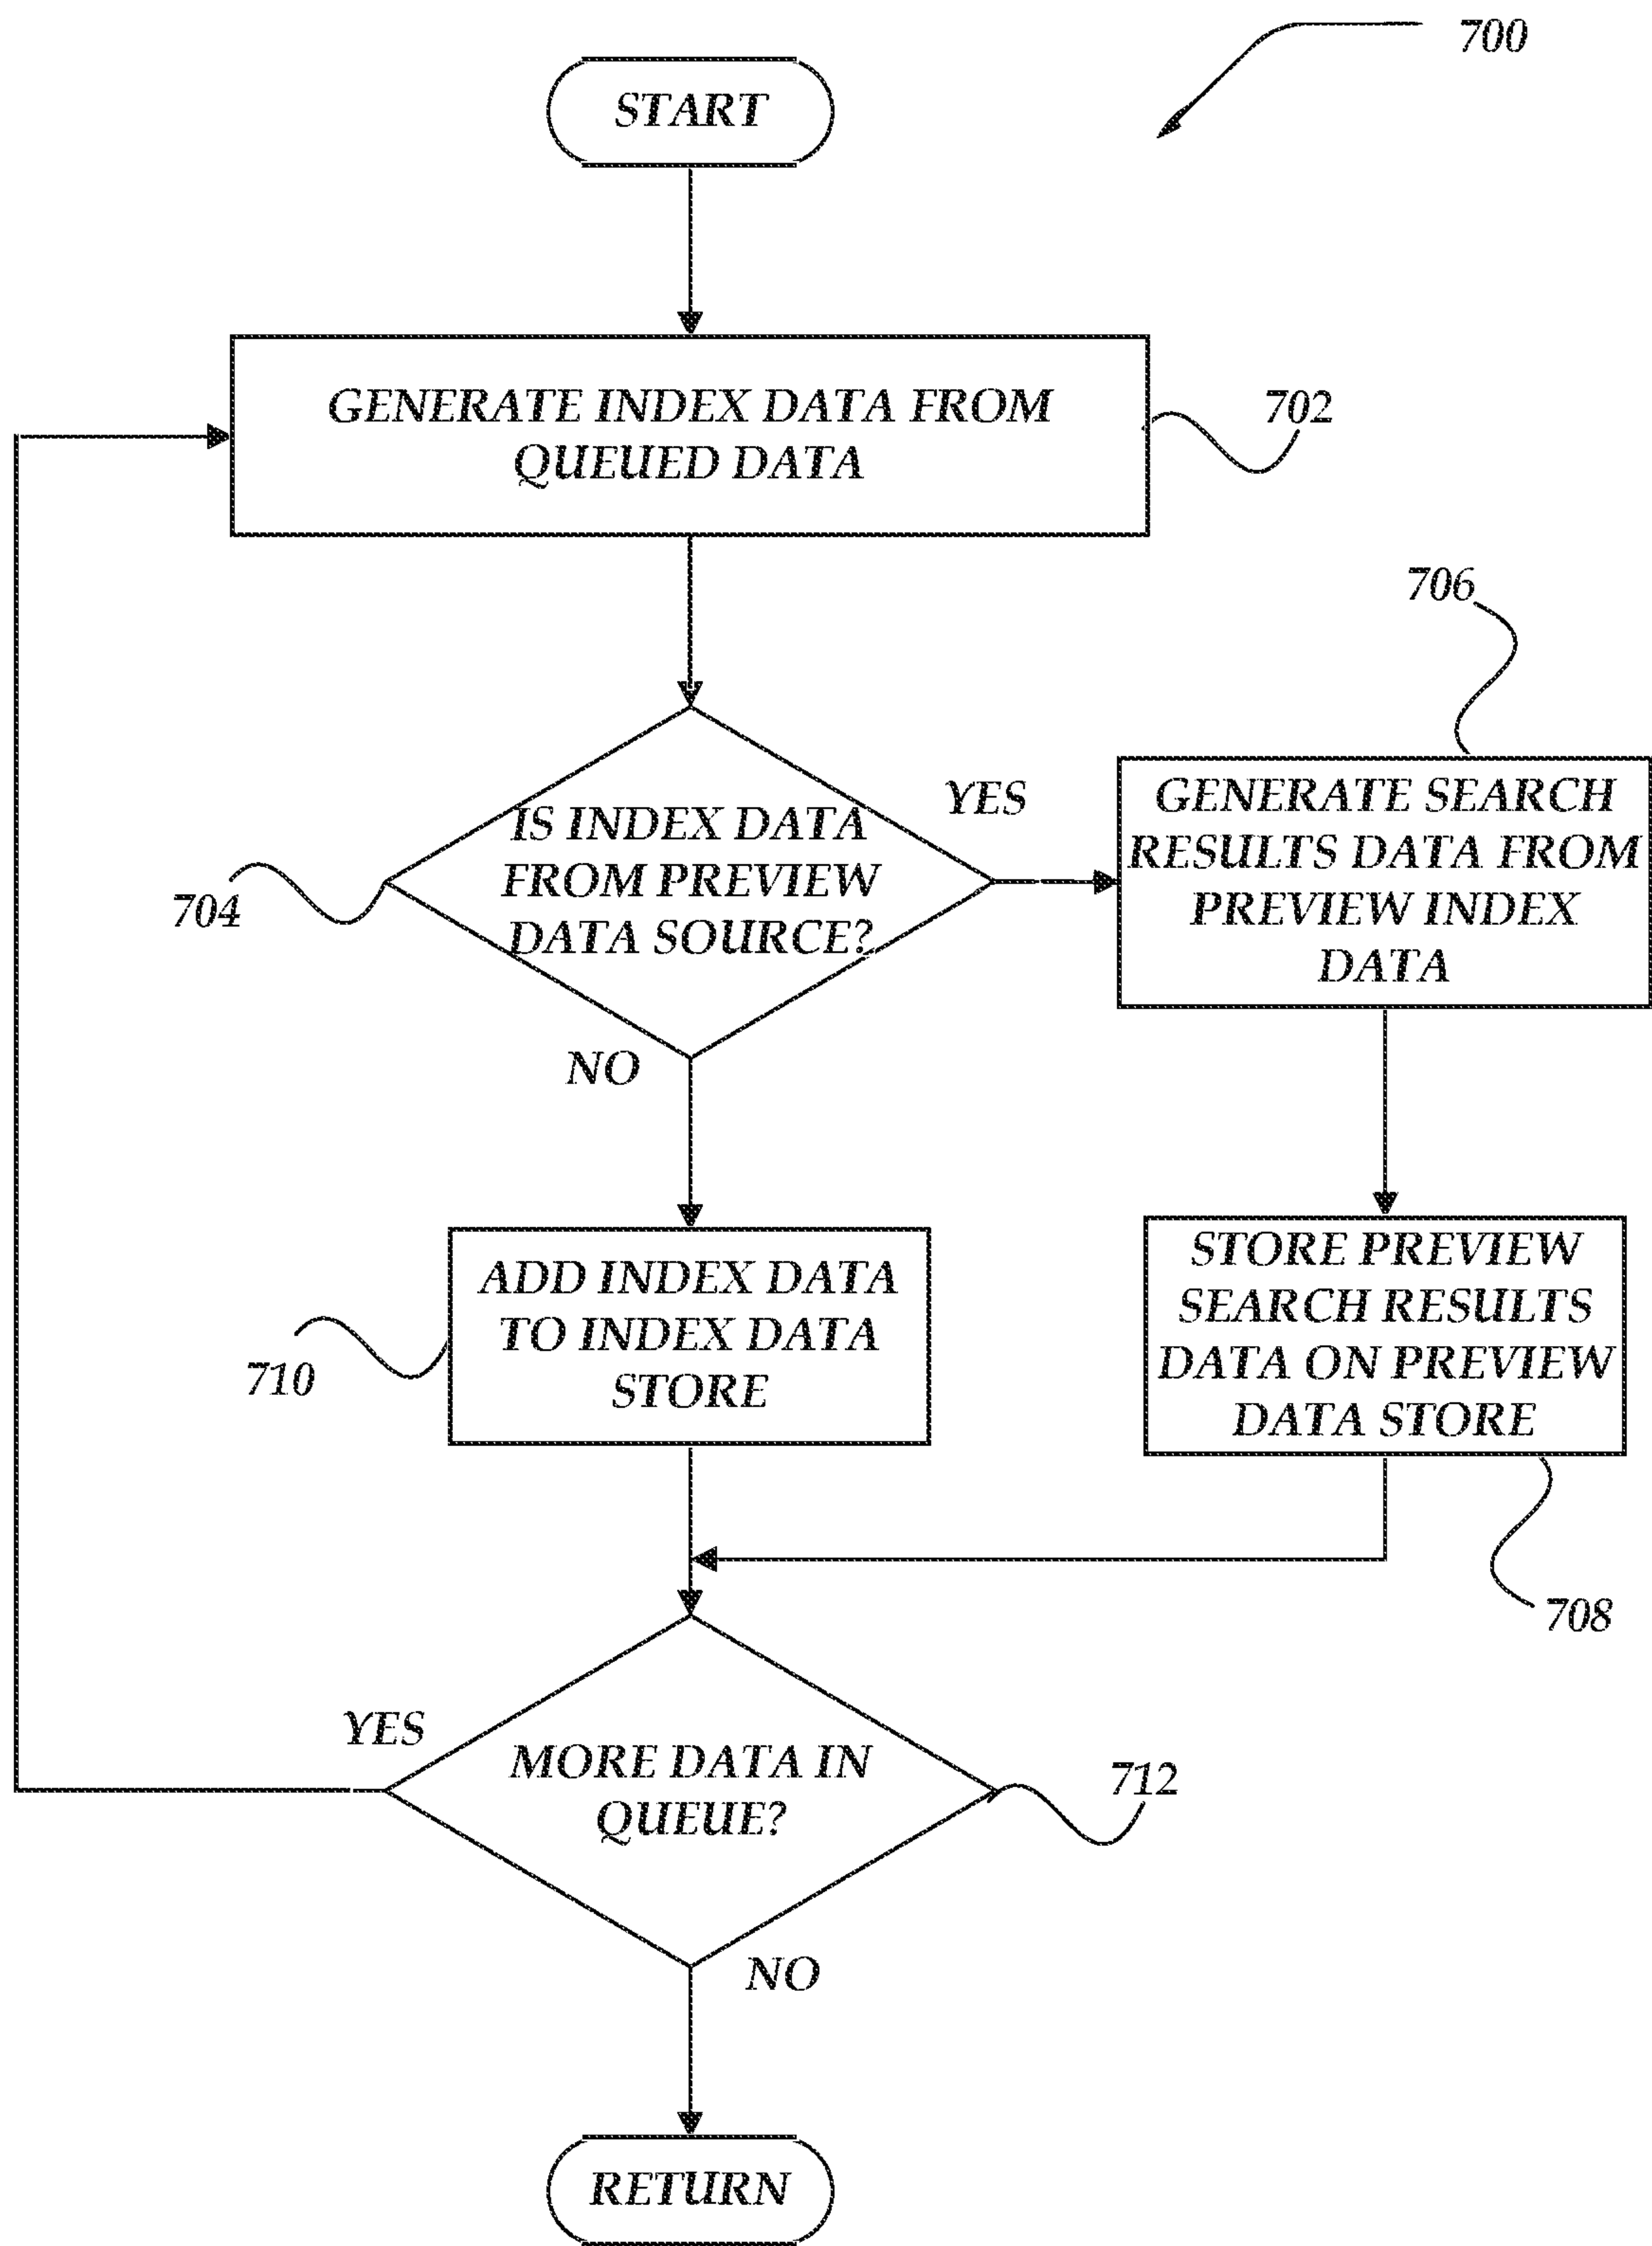 700
START
GENERATE INDEX DATA FROM
QUEUED DATA
702
706
IS INDEX DATA
FROM PREVIEW
DATA SOURCE?
YES
704
GENERATE SEARCH
RESULTS DATA FROM
PREVIEW INDEX
DATA
NO
ADD INDEX DATA
TO INDEX DATA
STORE
710
STORE PREVIEW
SEARCH RESULTS
DATA ON PREVIEW
DATA STORE
708
YES
MORE DATA IN
QUEUE?
712
NO
RETURN